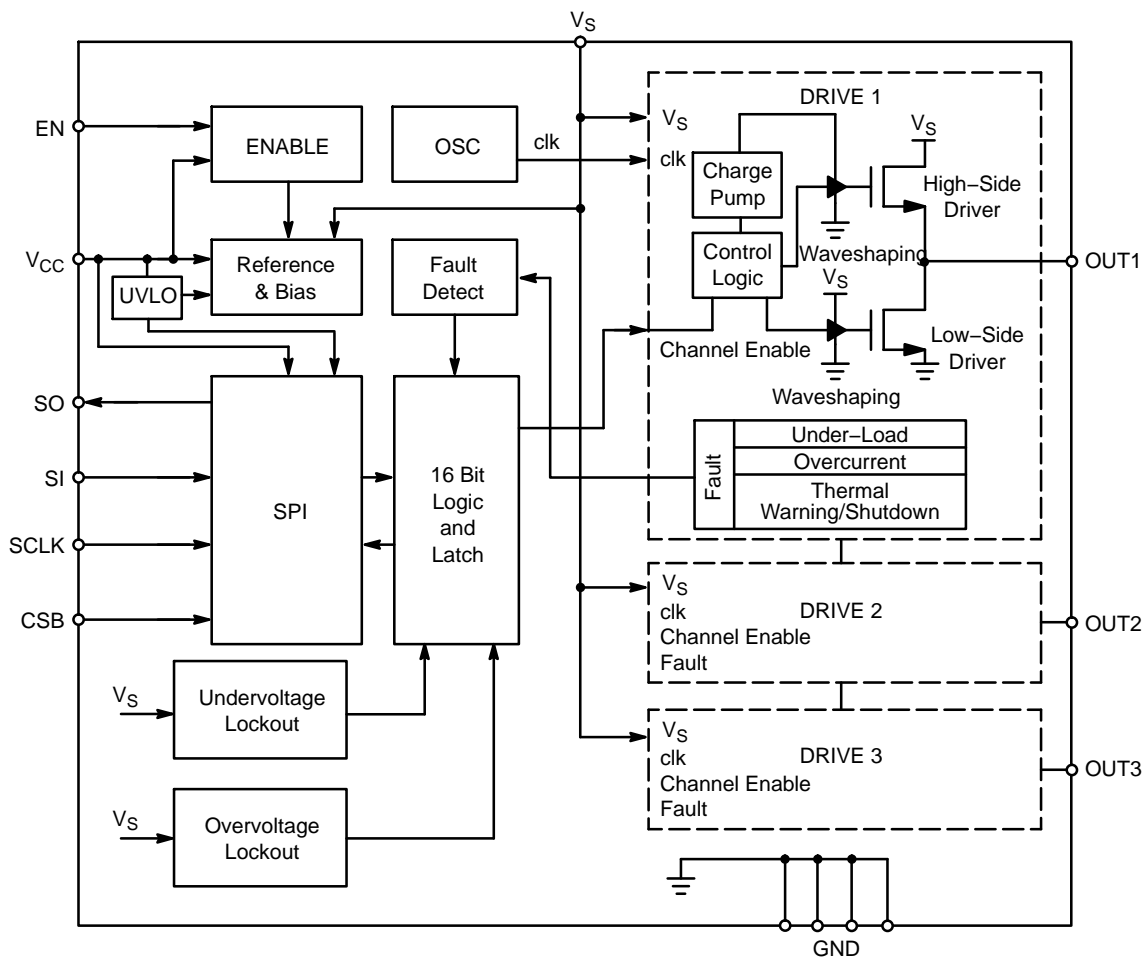 VS
EN
ENABLE
OSC
clk
VCC
UVLO
Reference
& Bias
Fault
Detect
SO
SI
SCLK
CSB
SPI
16 Bit
Logic
and
Latch
VS
Undervoltage
Lockout
VS
Overvoltage
Lockout
DRIVE 1
VS
clk
Charge
Pump
Control
Logic
VS
High–Side
Driver
Waveshaping
VS
OUT1
Channel Enable
Low–Side
Driver
Waveshaping
Fault
Under–Load
Overcurrent
Thermal
Warning/Shutdown
VS
DRIVE 2
clk
Channel Enable
Fault
OUT2
VS
DRIVE 3
clk
Channel Enable
Fault
OUT3
GND